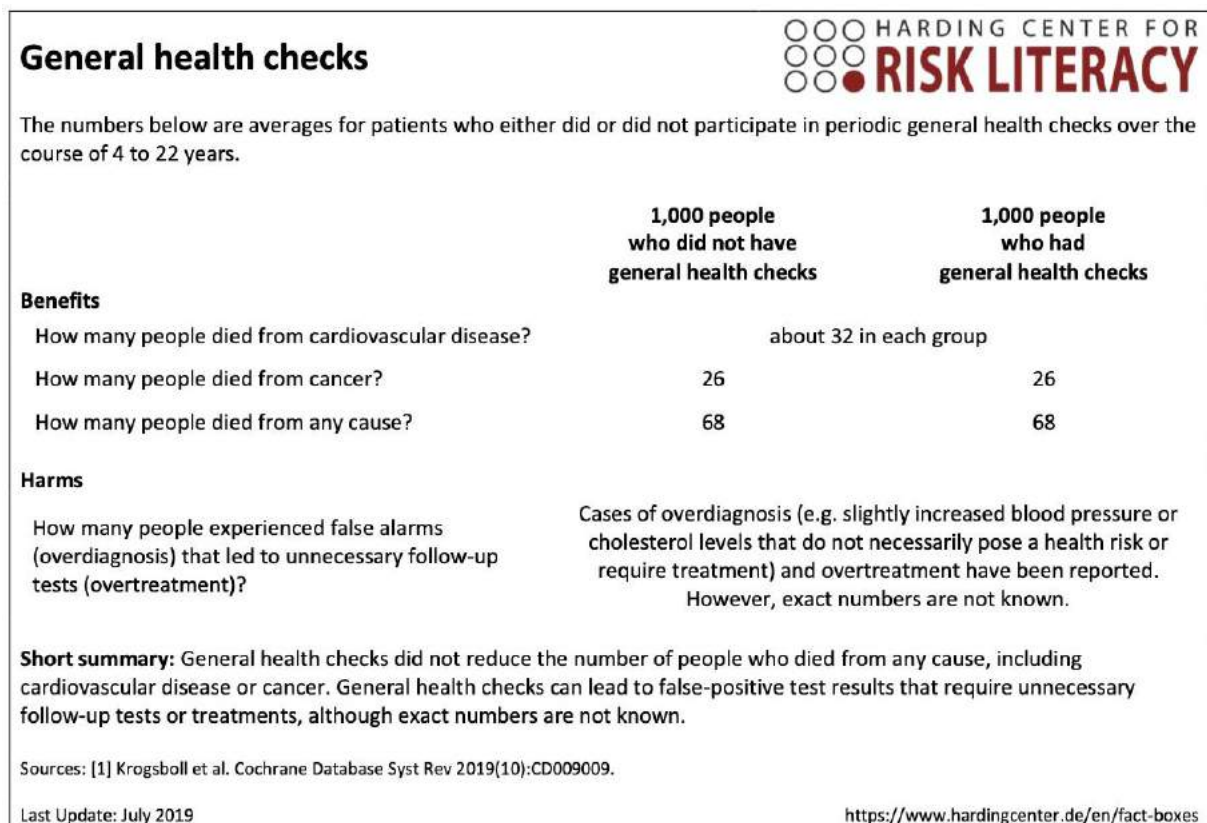 General health checks
HARDING CENTER FOR
RISK LITERACY
The numbers below are averages for patients who either did or did not participate in periodic general health checks over the
course of 4 to 22 years.
1,000 people
who did not have
general health checks
1,000 people
who had
general health checks
Benefits
How many people died from cardiovascular disease? about 32 in each group
How many people died from cancer? 26 26
How many people died from any cause? 68 68
Harms
How many people experienced false alarms
(overdiagnosis) that led to unnecessary follow-up
tests (overtreatment)?
Cases of overdiagnosis (e.g. slightly increased blood pressure or
cholesterol levels that do not necessarily pose a health risk or
require treatment) and overtreatment have been reported.
However, exact numbers are not known.
Short summary: General health checks did not reduce the number of people who died from any cause, including
cardiovascular disease or cancer. General health checks can lead to false-positive test results that require unnecessary
follow-up tests or treatments, although exact numbers are not known.
Sources: [1] Krogsboll et al. Cochrane Database Syst Rev 2019(10):CD009009.
Last Update: July 2019 https://www.hardingcenter.de/en/fact-boxes